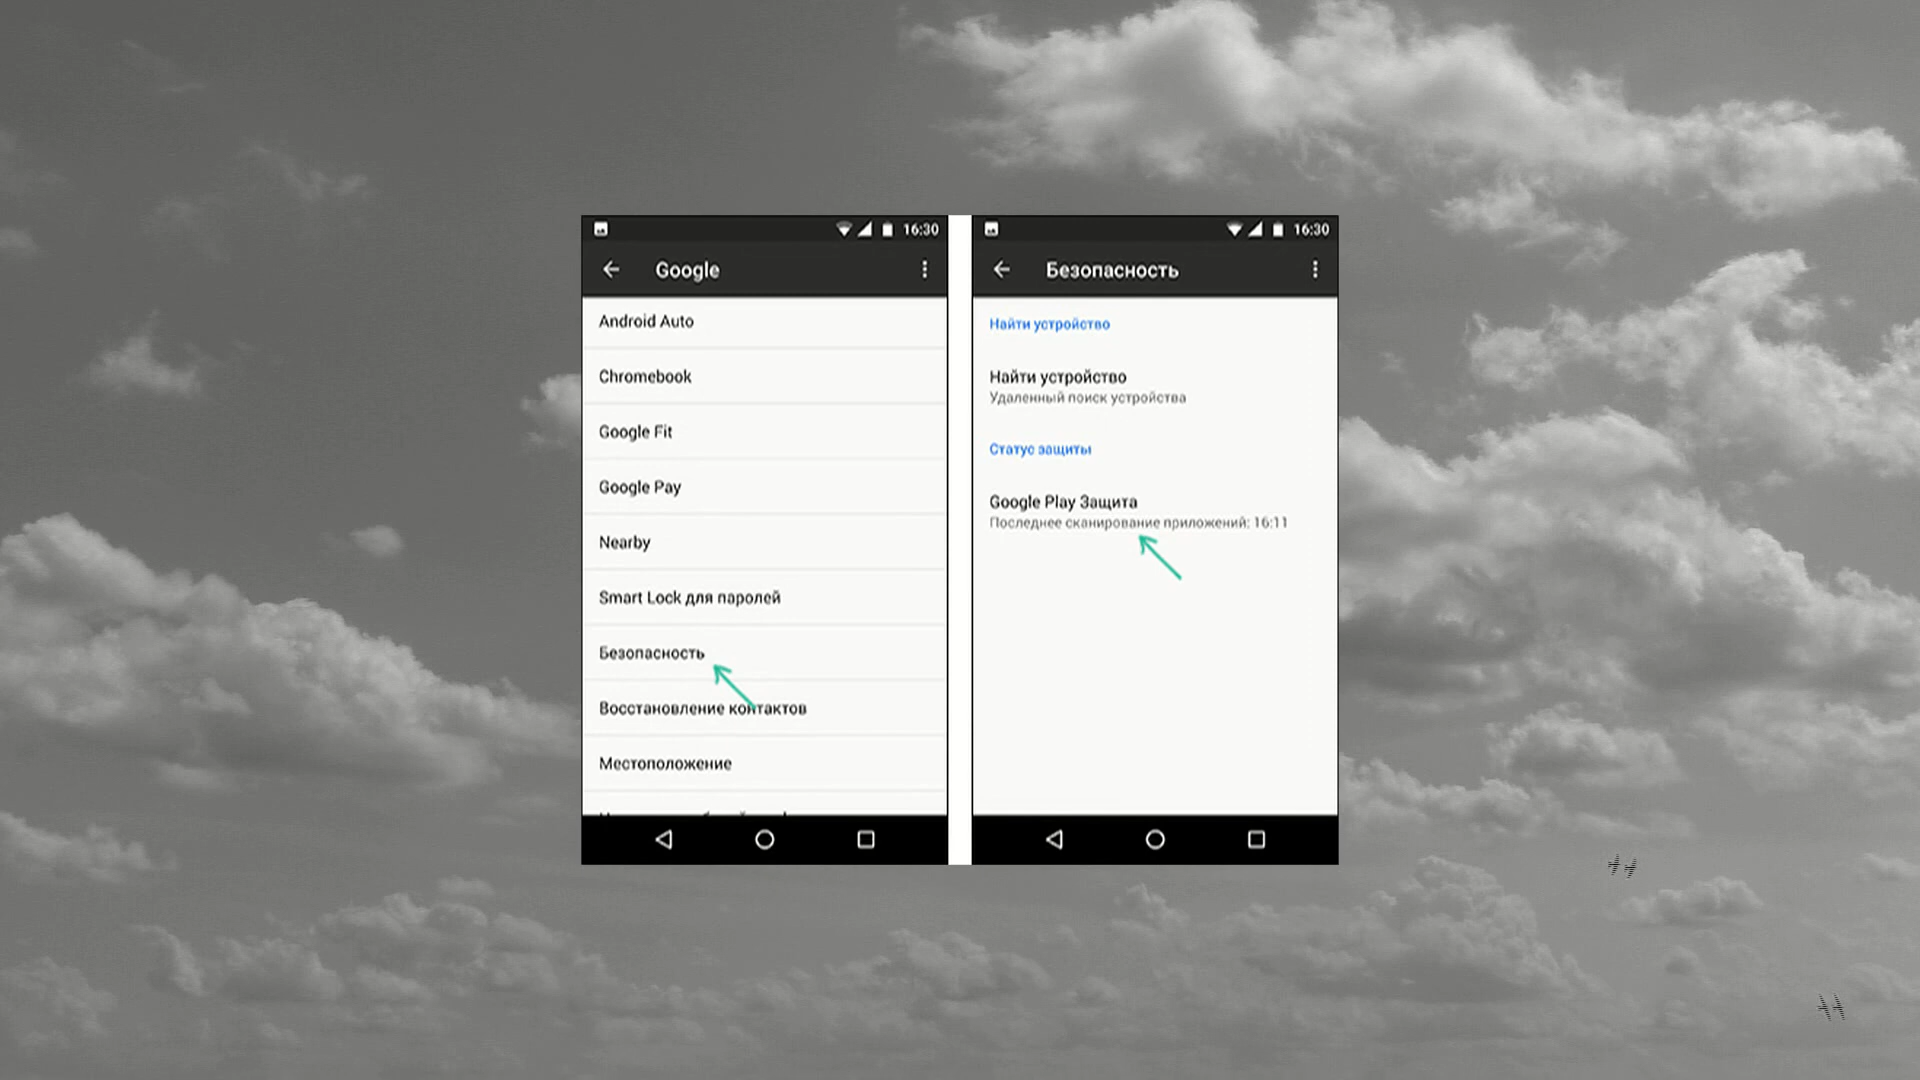 16:30
Google
Android Auto
Chromebook
Google Fit
Google Pay
Nearby
Smart Lock для паролей
Безопасность
Восстановление контактов
Местоположение
16:30
Безопасность
Найти устройство
Найти устройство
Удаленный поиск устройства
Статус защиты
Google Play Защита
Последнее сканирование приложений: 16:11